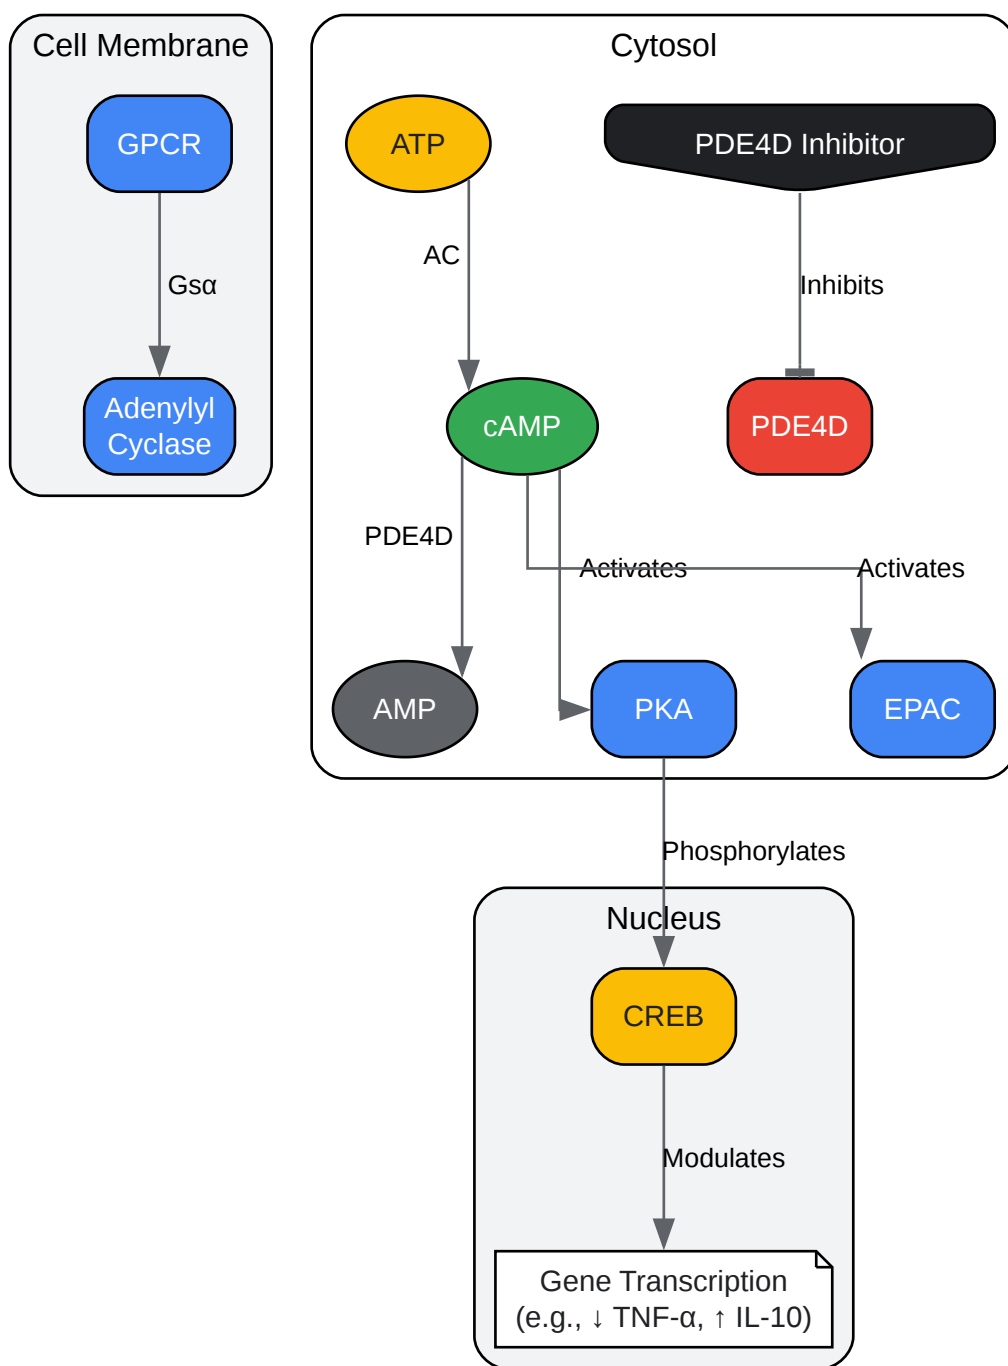 Cell Membrane
GPCR
Gsα
Adenylyl
Cyclase
Cytosol
ATP
PDE4D Inhibitor
AC
Inhibits
cAMP
PDE4D
PDE4D
Activates
Activates
AMP
PKA
EPAC
Phosphorylates
Nucleus
CREB
Modulates
Gene Transcription
(e.g., ↓ TNF-α, ↑ IL-10)